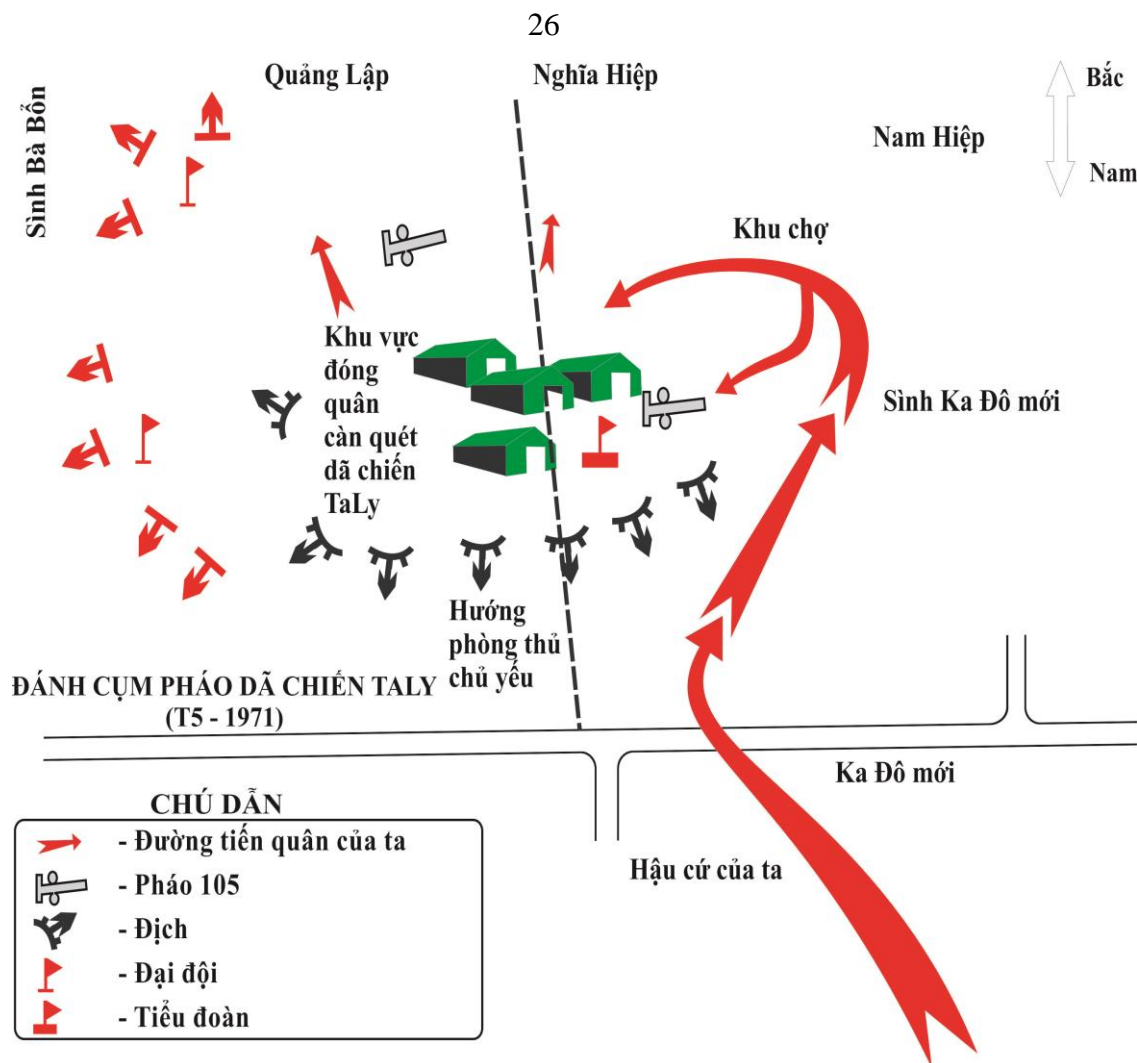 26
Quảng Lập
Nghĩa Hiệp
Bắc
Nam
Nam Hiệp
Sình Bà Bổn
Khu chợ
Khu vực
đóng
quân
càn quét
dã chiến
TaLy
Sình Ka Đô mới
Hướng
phòng thủ
chủ yếu
ĐÁNH CỤM PHÁO DÃ CHIẾN TALY
(T5 - 1971)
Ka Đô mới
Hậu cứ của ta
CHÚ DẪN
- Đường tiến quân của ta
- Pháo 105
- Địch
- Đại đội
- Tiểu đoàn